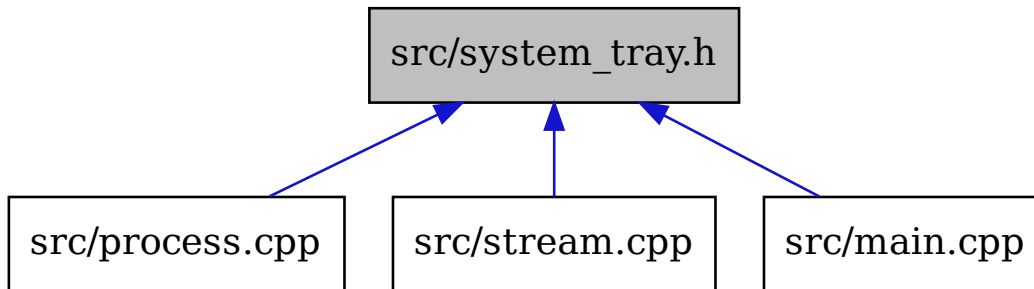 src/system_tray.h
src/process.cpp
src/stream.cpp
src/main.cpp